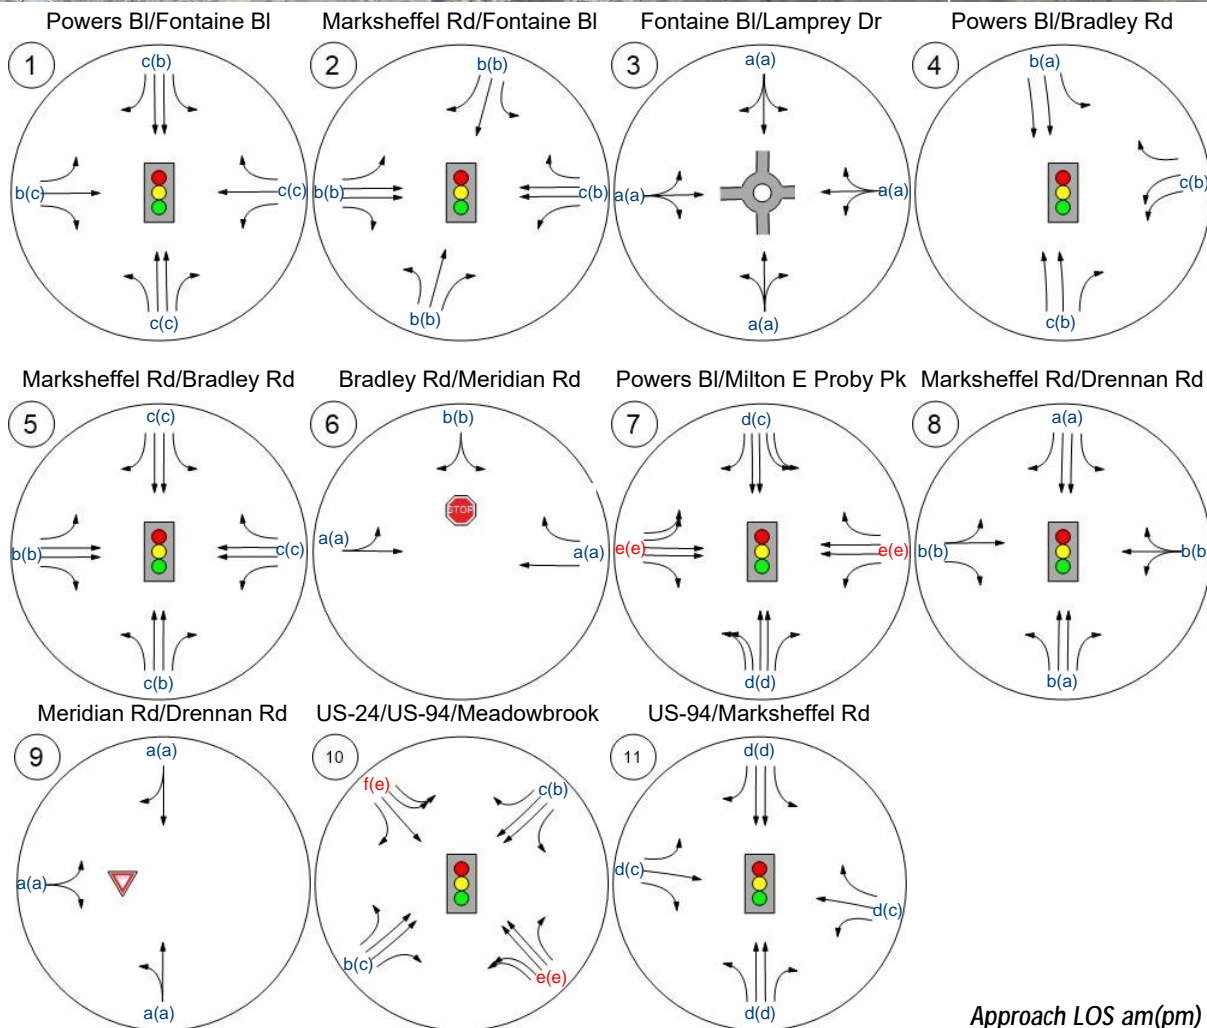 Powers Bl/Fontaine Bl
1
c(b)
b(c)
c(c)
c(c)
Marksheffel Rd/Fontaine Bl
2
b(b)
b(b)
c(b)
b(b)
Fontaine Bl/Lamprey Dr
3
a(a)
a(a)
a(a)
a(a)
Powers Bl/Bradley Rd
4
b(a)
c(b)
c(b)
Marksheffel Rd/Bradley Rd
5
c(c)
b(b)
c(c)
c(b)
Bradley Rd/Meridian Rd
6
b(b)
STOP
a(a)
a(a)
Powers Bl/Milton E Proby Pk
7
d(c)
e(e)
e(e)
d(d)
Marksheffel Rd/Drennan Rd
8
a(a)
b(b)
b(b)
b(a)
Meridian Rd/Drennan Rd
9
a(a)
a(a)
a(a)
US-24/US-94/Meadowbrook
10
f(e)
c(b)
b(c)
e(e)
US-94/Marksheffel Rd
11
d(d)
d(c)
d(c)
d(d)
Approach LOS am(pm)